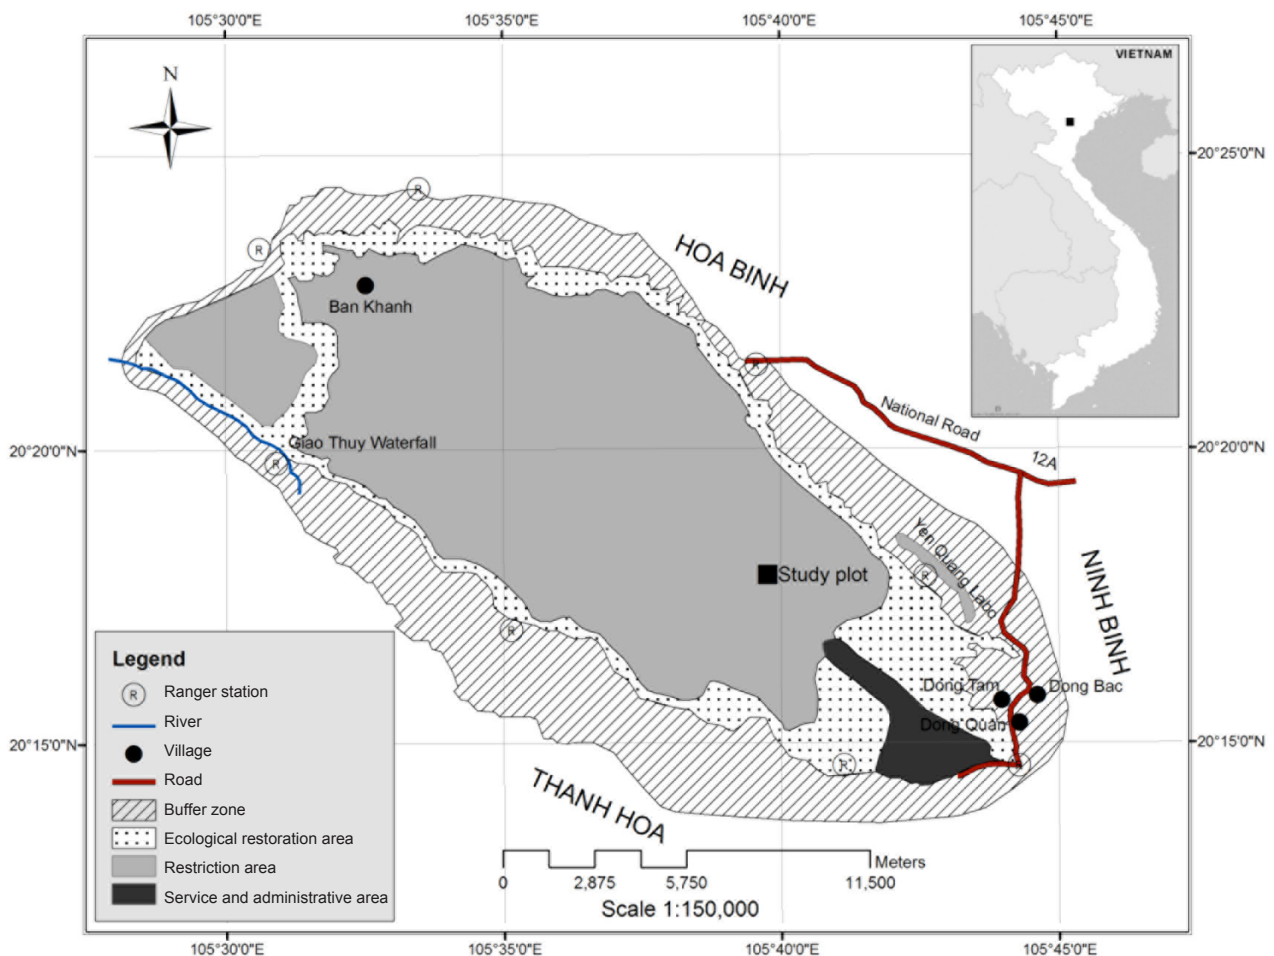 105°30'0"E 105°35'0"E 105°40'0"E 105°45'0"E
VIETNAM
N
20°25'0"N
R
R
HOA BINH
Ban Khanh
R
National Road
12A
Giao Thuy Waterfall
20°20'0"N
20°20'0"N
R
Yen Quang Labo
R
Study plot
NINH BINH
R
Dong Tam
Dong Bac
Dong Quan
20°15'0"N
20°15'0"N
R
R
THANH HOA
Legend
R Ranger station
River
Village
Road
Buffer zone
Ecological restoration area
Restriction area
Service and administrative area
Meters
0 2,875 5,750 11,500
Scale 1:150,000
105°30'0"E 105°35'0"E 105°40'0"E 105°45'0"E